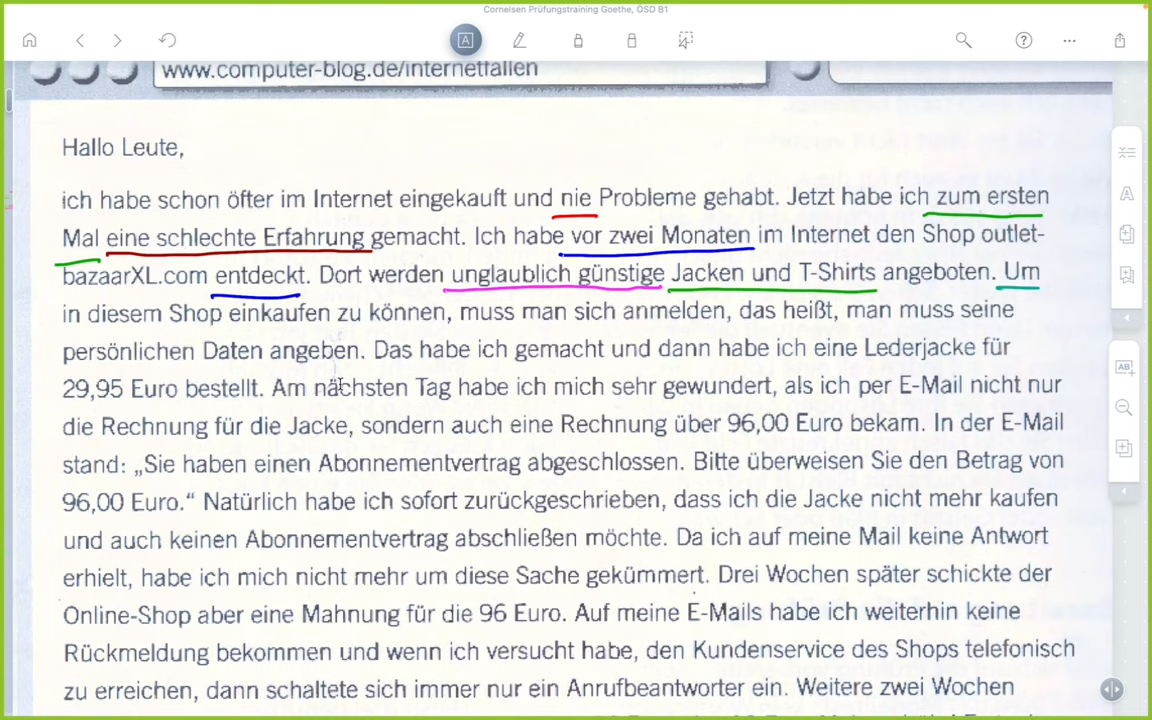 Cornelsen Prüfungstraining Goethe, ÖSD B1
www.computer-blog.de/internetfallen
Hallo Leute,
ich habe schon öfter im Internet eingekauft und nie Probleme gehabt. Jetzt habe ich zum ersten
Mal eine schlechte Erfahrung gemacht. Ich habe vor zwei Monaten im Internet den Shop outlet-
bazaarXL.com entdeckt. Dort werden unglaublich günstige Jacken und T-Shirts angeboten. Um
in diesem Shop einkaufen zu können, muss man sich anmelden, das heißt, man muss seine
persönlichen Daten angeben. Das habe ich gemacht und dann habe ich eine Lederjacke für
29,95 Euro bestellt. Am nächsten Tag habe ich mich sehr gewundert, als ich per E-Mail nicht nur
die Rechnung für die Jacke, sondern auch eine Rechnung über 96,00 Euro bekam. In der E-Mail
stand: „Sie haben einen Abonnementvertrag abgeschlossen. Bitte überweisen Sie den Betrag von
96,00 Euro.“ Natürlich habe ich sofort zurückgeschrieben, dass ich die Jacke nicht mehr kaufen
und auch keinen Abonnementvertrag abschließen möchte. Da ich auf meine Mail keine Antwort
erhielt, habe ich mich nicht mehr um diese Sache gekümmert. Drei Wochen später schickte der
Online-Shop aber eine Mahnung für die 96 Euro. Auf meine E-Mails habe ich weiterhin keine
Rückmeldung bekommen und wenn ich versucht habe, den Kundenservice des Shops telefonisch
zu erreichen, dann schaltete sich immer nur ein Anrufbeantworter ein. Weitere zwei Wochen